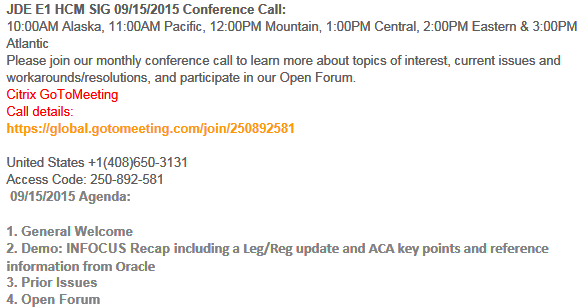 JDE E1 HCM SIG 09/15/2015 Conference Call:
10:00AM Alaska, 11:00AM Pacific, 12:00PM Mountain, 1:00PM Central, 2:00PM Eastern & 3:00PM
Atlantic
Please join our monthly conference call to learn more about topics of interest, current issues and
workarounds/resolutions, and participate in our Open Forum.
Citrix GoToMeeting
Call details:
https://global.gotomeeting.com/join/250892581
United States +1(408)650-3131
Access Code: 250-892-581
09/15/2015 Agenda:
1. General Welcome
2. Demo: INFOCUS Recap including a Leg/Reg update and ACA key points and reference
information from Oracle
3. Prior Issues
4. Open Forum